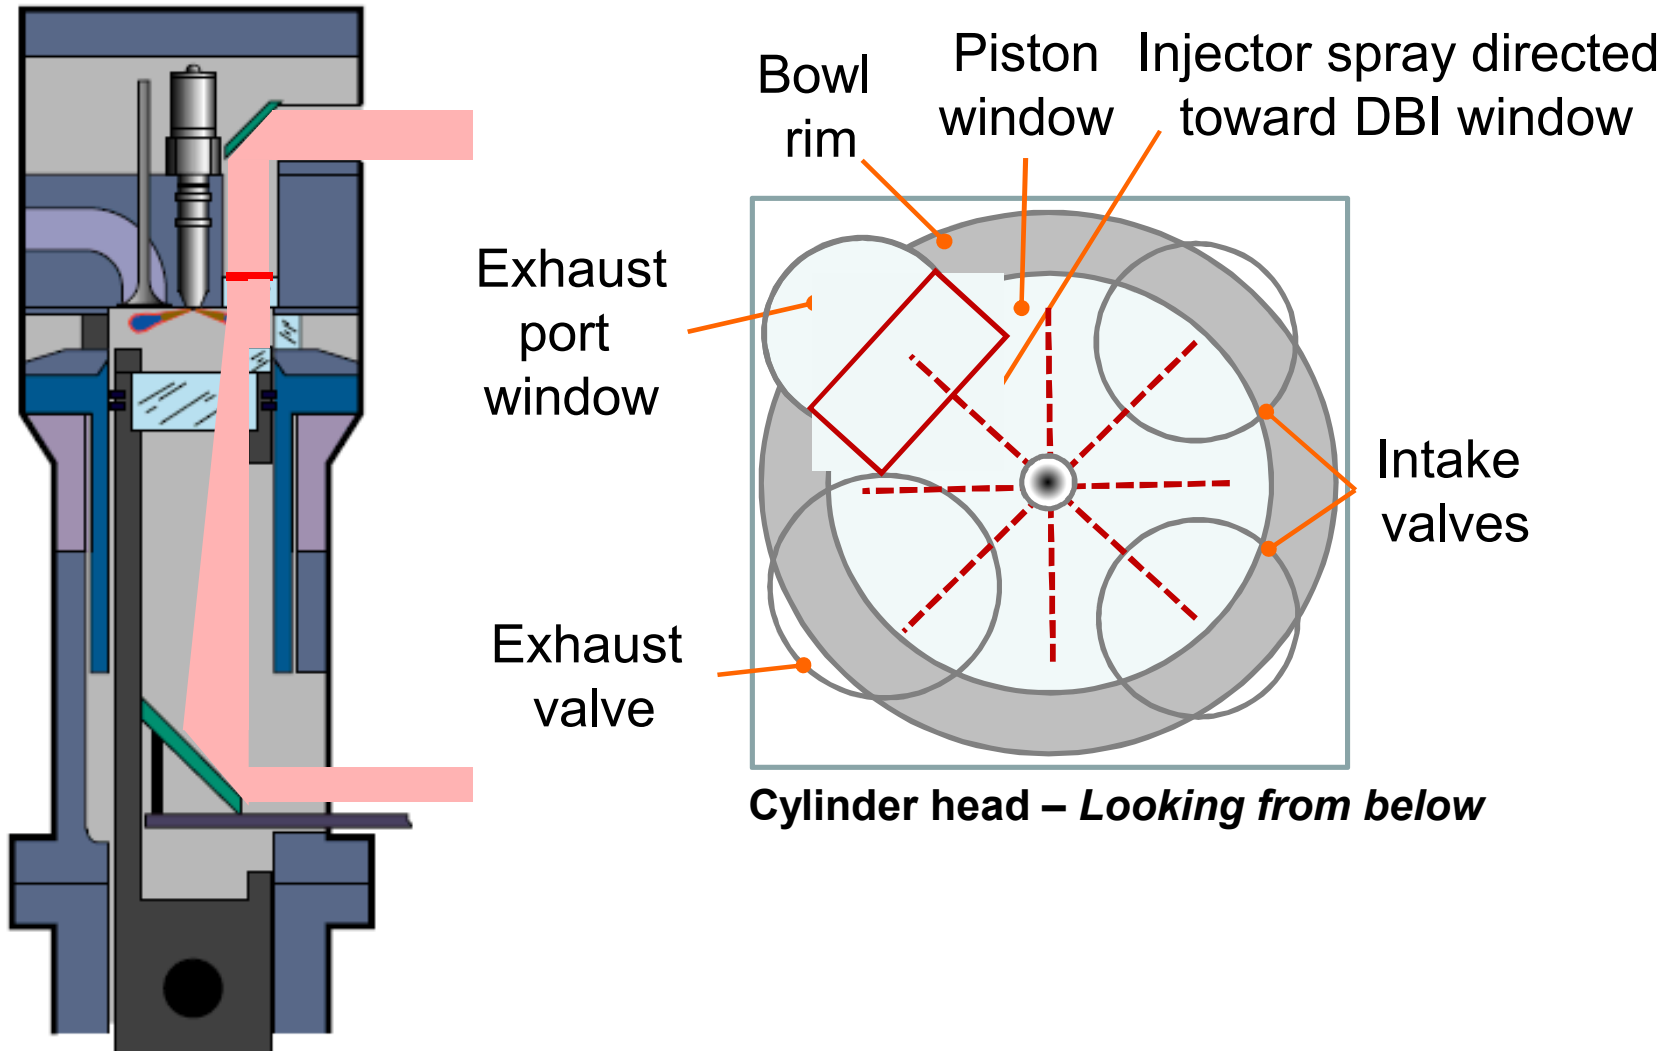 Bowl
rim
Piston
window
Injector spray directed
toward DBI window
Exhaust
port
window
Intake
valves
Exhaust
valve
Cylinder head – Looking from below